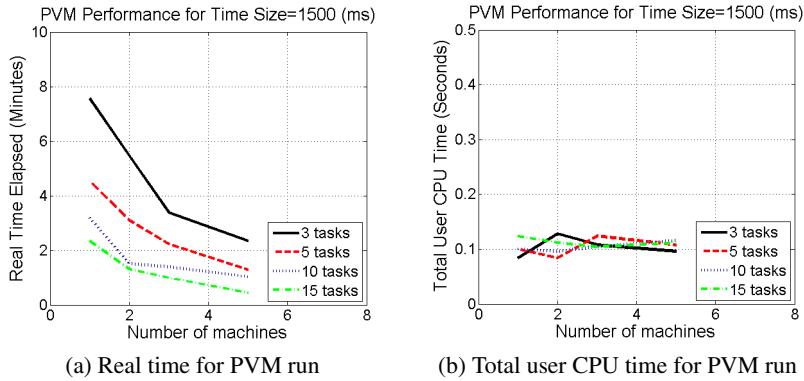 PVM Performance for Time Size=1500 (ms)
Real Time Elapsed (Minutes)
10
8
6
4
2
0
0 2 4 6 8
Number of machines
3 tasks
5 tasks
10 tasks
15 tasks
(a) Real time for PVM run
PVM Performance for Time Size=1500 (ms)
Total User CPU Time (Seconds)
0.5
0.4
0.3
0.2
0.1
0
0 2 4 6 8
Number of machines
3 tasks
5 tasks
10 tasks
15 tasks
(b) Total user CPU time for PVM run